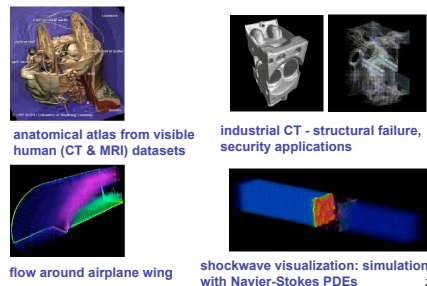 anatomical atlas from visible
human (CT & MRI) datasets
industrial CT - structural failure,
security applications
flow around airplane wing
shockwave visualization: simulation
with Navier-Stokes PDEs